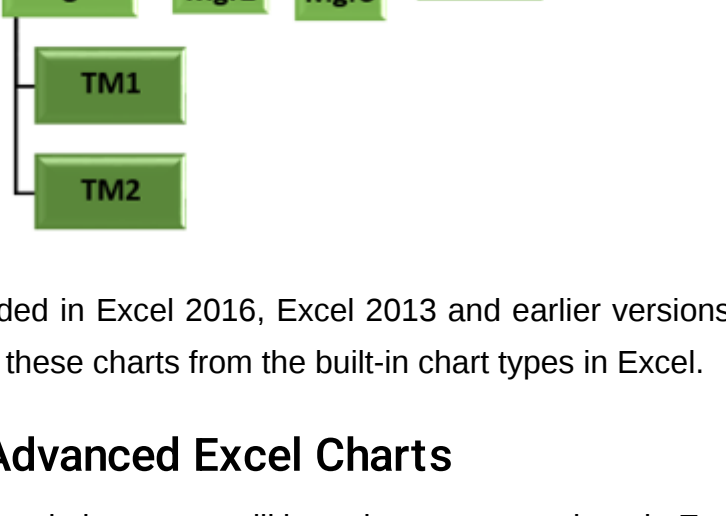 TM1
TM2
ded in Excel 2016, Excel 2013 and earlier versions
these charts from the built-in chart types in Excel.
Advanced Excel Charts